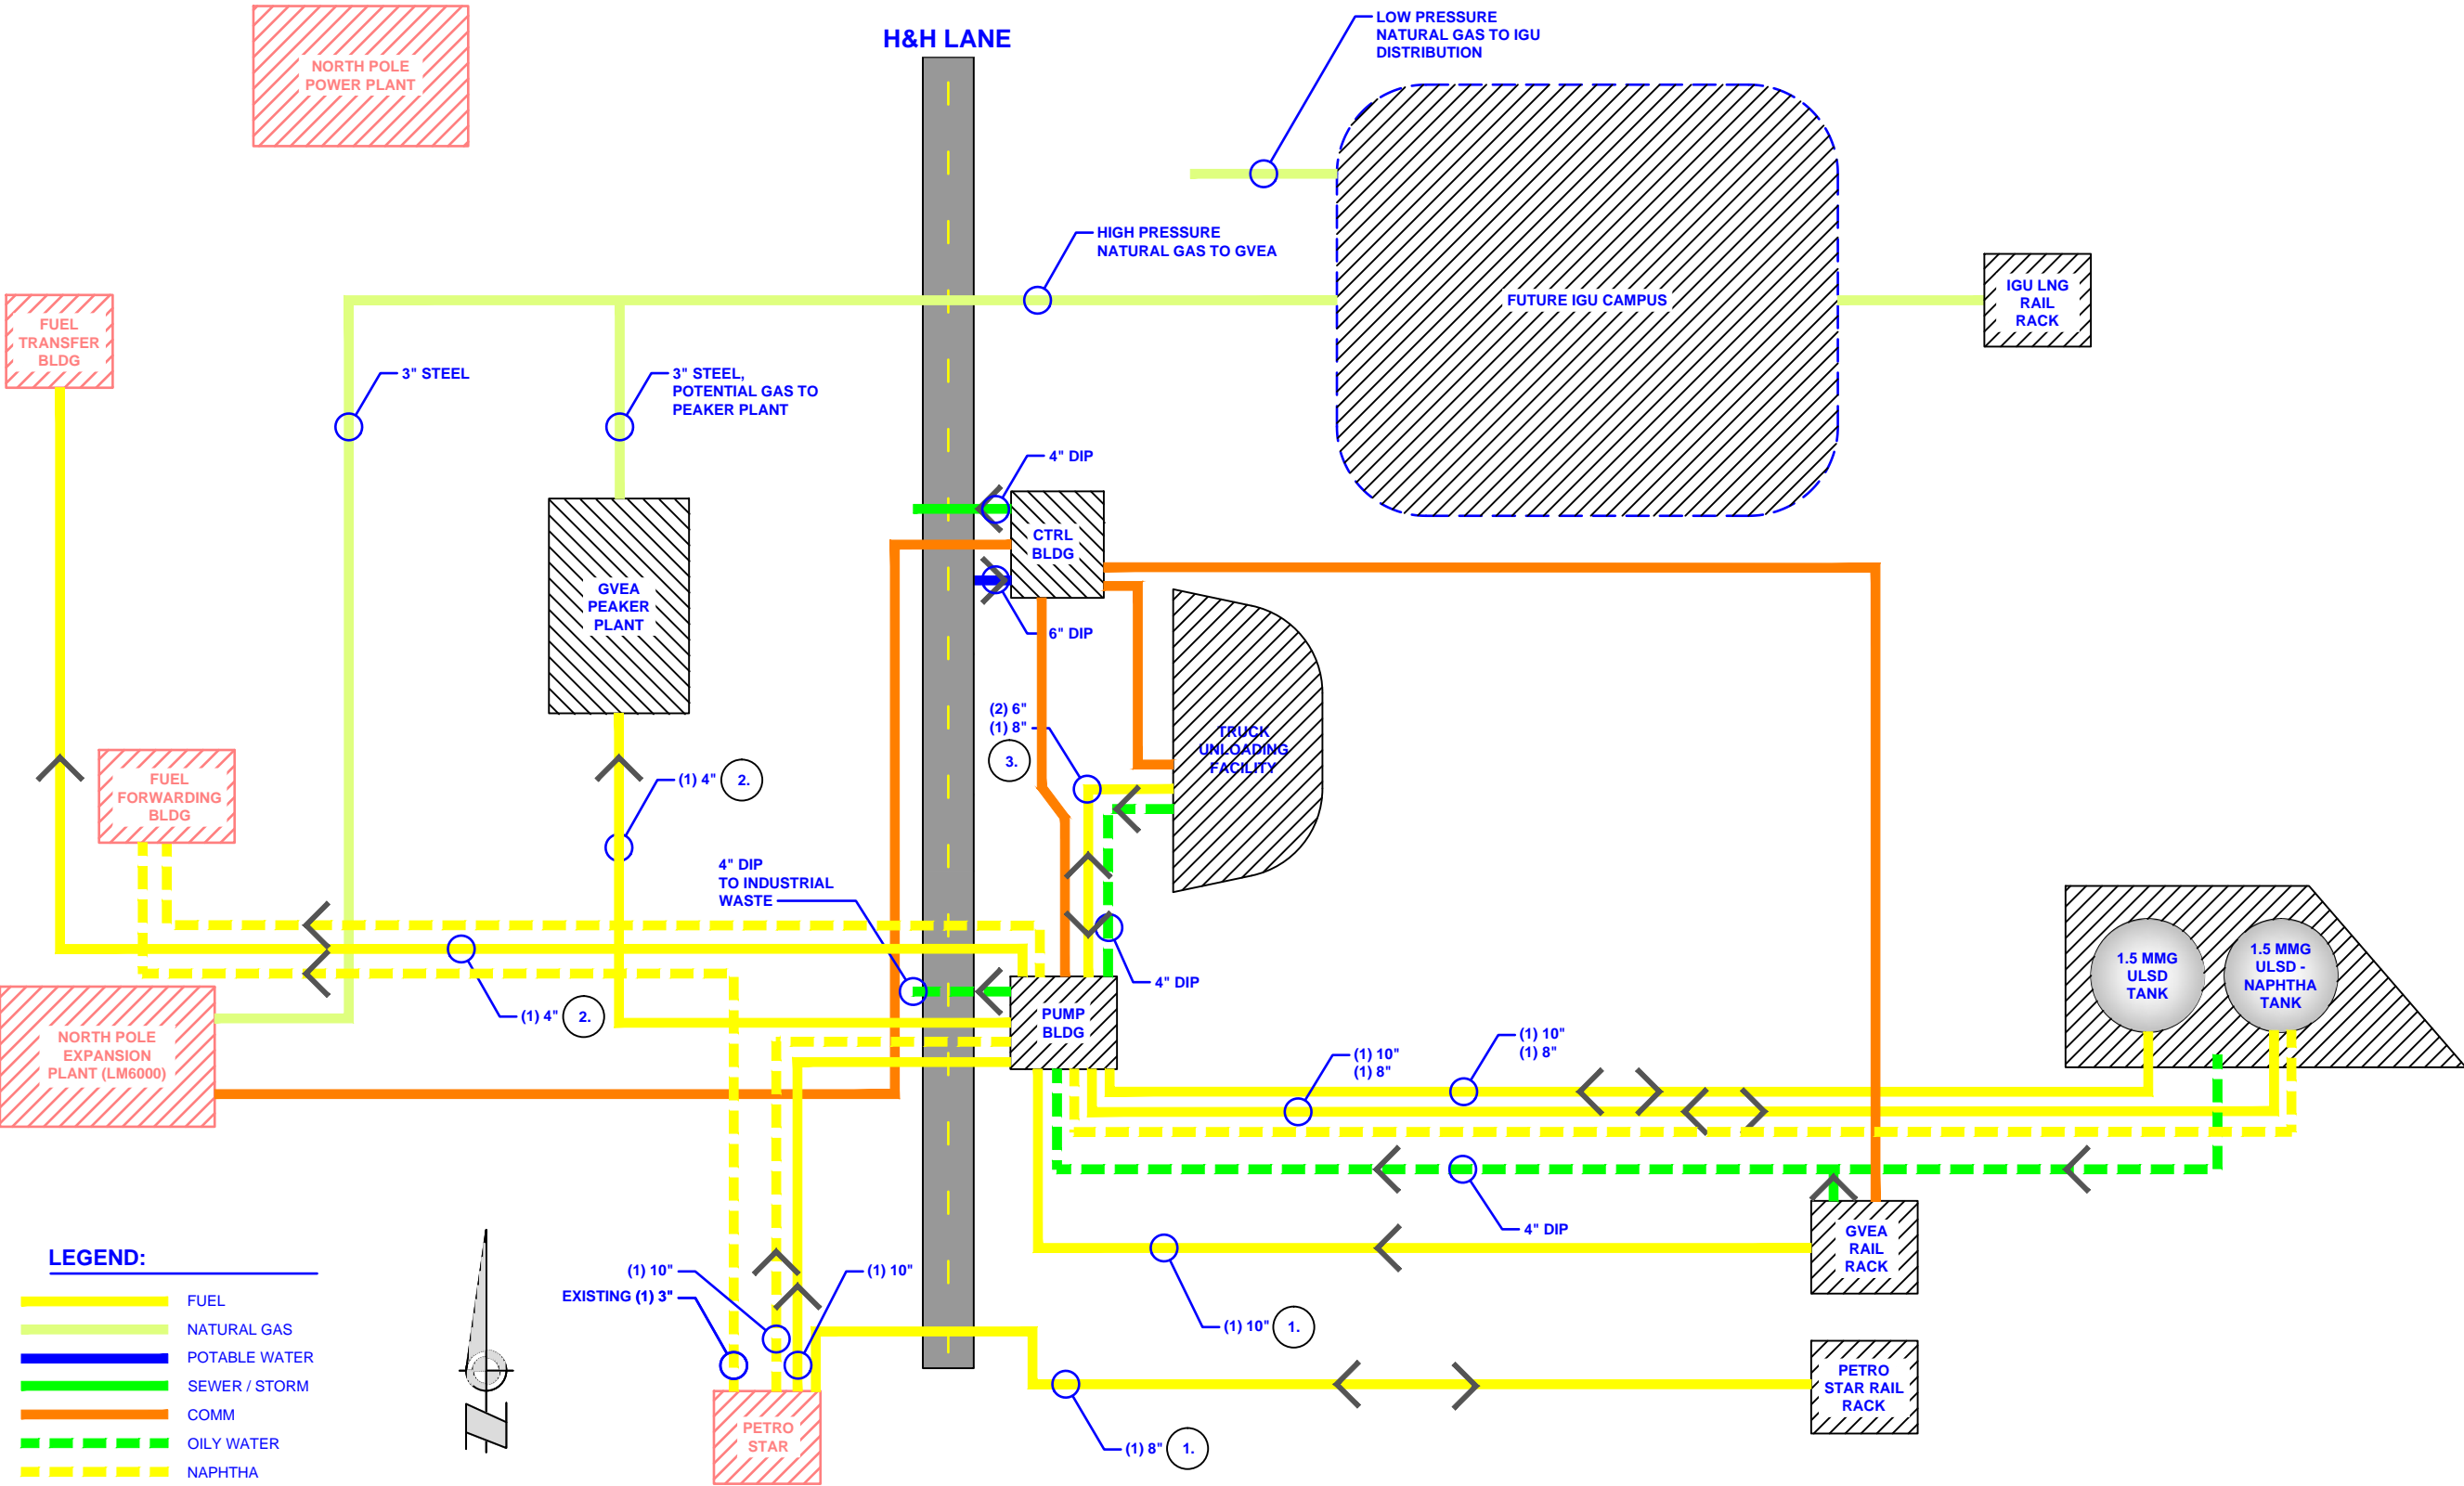 H&H LANE
LOW PRESSURE
NATURAL GAS TO IGU
DISTRIBUTION
NORTH POLE
POWER PLANT
HIGH PRESSURE
NATURAL GAS TO GVEA
FUTURE IGU CAMPUS
IGU LNG
RAIL
RACK
FUEL
TRANSFER
BLDG
3" STEEL
3" STEEL,
POTENTIAL GAS TO
PEAKER PLANT
4" DIP
CTRL
BLDG
GVEA
PEAKER
PLANT
6" DIP
(2) 6"
(1) 8"
3.
TRUCK
UNLOADING
FACILITY
FUEL
FORWARDING
BLDG
(1) 4"
2.
4" DIP
TO INDUSTRIAL
WASTE
4" DIP
1.5 MMG
ULSD
TANK
1.5 MMG
ULSD -
NAPHTHA
TANK
(1) 4"
2.
PUMP
BLDG
NORTH POLE
EXPANSION
PLANT (LM6000)
(1) 10"
(1) 8"
(1) 10"
(1) 8"
4" DIP
GVEA
RAIL
RACK
(1) 10"
EXISTING (1) 3"
(1) 10"
(1) 10"
1.
PETRO
STAR RAIL
RACK
PETRO
STAR
(1) 8"
1.
LEGEND:
FUEL
NATURAL GAS
POTABLE WATER
SEWER / STORM
COMM
OILY WATER
NAPHTHA